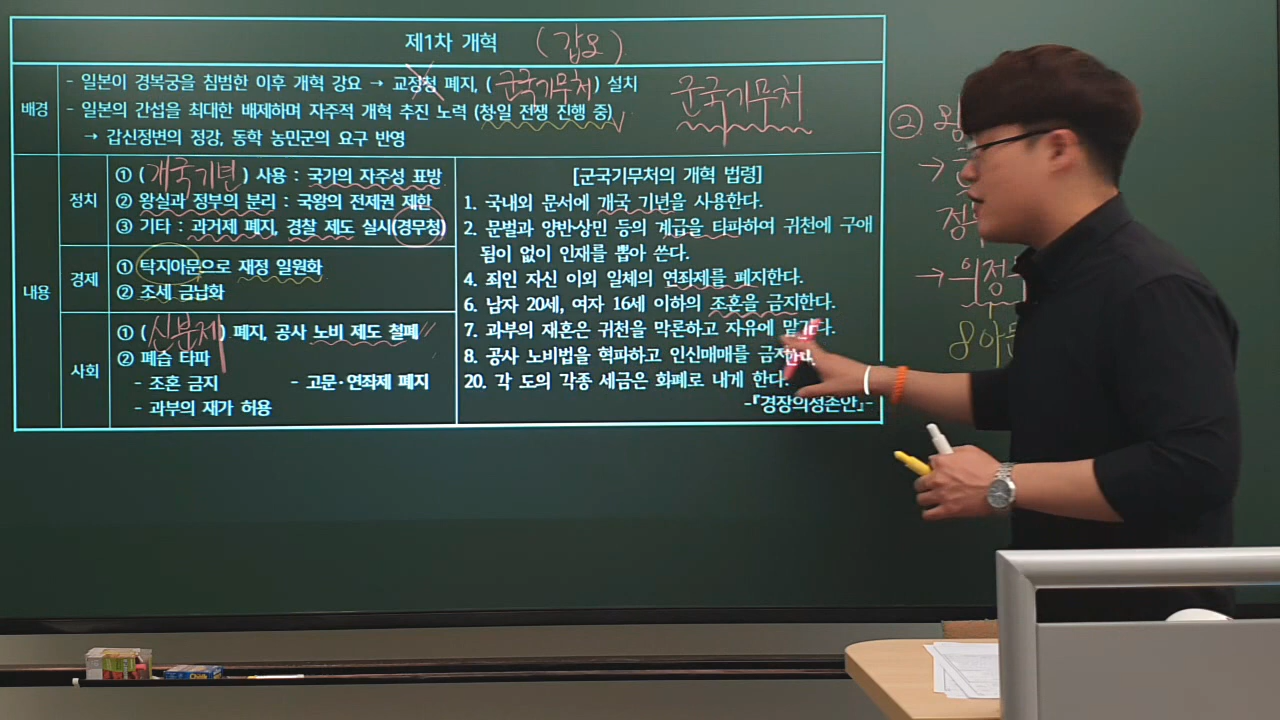 제1차 개혁 (갑오)
배경
- 일본이 경복궁을 침범한 이후 개혁 강요 → 교정청 폐지, (군국기무처) 설치
- 일본의 간섭을 최대한 배제하며 자주적 개혁 추진 노력 (청·일 전쟁 진행 중)
→ 갑신정변의 정강, 동학 농민군의 요구 반영
군국기무처
내용
정치
① (개국기년) 사용 : 국가의 자주성 표방
② 왕실과 정부의 분리 : 국왕의 전제권 제한
③ 기타 : 과거제 폐지, 경찰 제도 실시(경무청)
경제
① 탁지아문으로 재정 일원화
② 조세 금납화
사회
① (신분제) 폐지, 공사 노비 제도 철폐
② 폐습 타파
- 조혼 금지 - 고문·연좌제 폐지
- 과부의 재가 허용
[군국기무처의 개혁 법령]
1. 국내외 문서에 개국 기년을 사용한다.
2. 문벌과 양반·상민 등의 계급을 타파하여 귀천에 구애
됨이 없이 인재를 뽑아 쓴다.
4. 죄인 자신 이외 일체의 연좌제를 폐지한다.
6. 남자 20세, 여자 16세 이하의 조혼을 금지한다.
7. 과부의 재혼은 귀천을 막론하고 자유에 맡긴다.
8. 공사 노비법을 혁파하고 인신매매를 금지한다.
20. 각 도의 각종 세금은 화폐로 내게 한다.
-『경장의정존안』-
②
→
→ 의정
8아